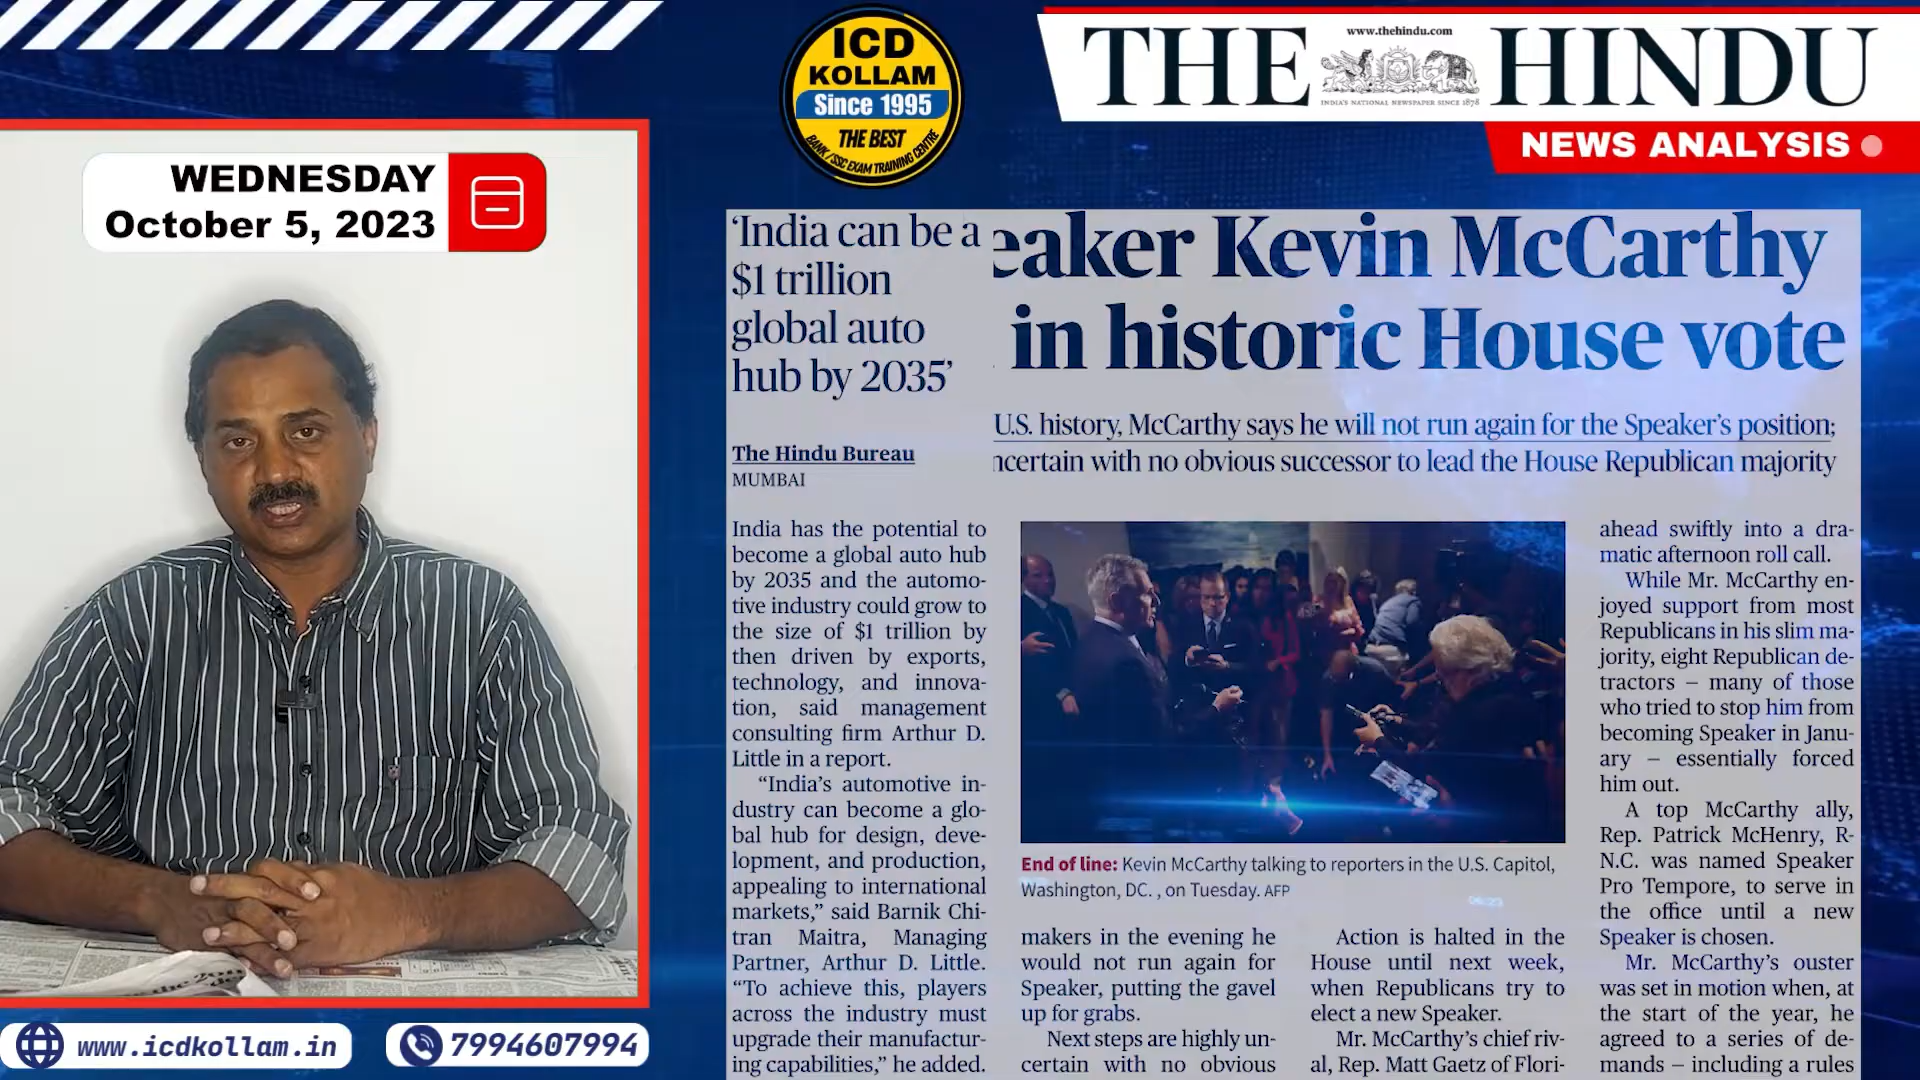 WEDNESDAY
October 5, 2023
ICD
KOLLAM
Since 1995
THE BEST
BANK / SSC EXAM TRAINING CENTRE
www.thehindu.com
THE HINDU
INDIA'S NATIONAL NEWSPAPER SINCE 1878
NEWS ANALYSIS
‘India can be a
$1 trillion
global auto
hub by 2035’
The Hindu Bureau
MUMBAI
India has the potential to
become a global auto hub
by 2035 and the automo-
tive industry could grow to
the size of $1 trillion by
then driven by exports,
technology, and innova-
tion, said management
consulting firm Arthur D.
Little in a report.
“India’s automotive in-
dustry can become a glo-
bal hub for design, deve-
lopment, and production,
appealing to international
markets,” said Barnik Chi-
tran Maitra, Managing
Partner, Arthur D. Little.
“To achieve this, players
across the industry must
upgrade their manufactur-
ing capabilities,” he added.
eaker Kevin McCarthy
in historic House vote
U.S. history, McCarthy says he will not run again for the Speaker’s position;
ncertain with no obvious successor to lead the House Republican majority
End of line: Kevin McCarthy talking to reporters in the U.S. Capitol,
Washington, DC. , on Tuesday. AFP
makers in the evening he
would not run again for
Speaker, putting the gavel
up for grabs.
Next steps are highly un-
certain with no obvious
Action is halted in the
House until next week,
when Republicans try to
elect a new Speaker.
Mr. McCarthy’s chief riv-
al, Rep. Matt Gaetz of Flori-
ahead swiftly into a dra-
matic afternoon roll call.
While Mr. McCarthy en-
joyed support from most
Republicans in his slim ma-
jority, eight Republican de-
tractors – many of those
who tried to stop him from
becoming Speaker in Janu-
ary – essentially forced
him out.
A top McCarthy ally,
Rep. Patrick McHenry, R-
N.C. was named Speaker
Pro Tempore, to serve in
the office until a new
Speaker is chosen.
Mr. McCarthy’s ouster
was set in motion when, at
the start of the year, he
agreed to a series of de-
mands – including a rules
www.icdkollam.in
7994607994